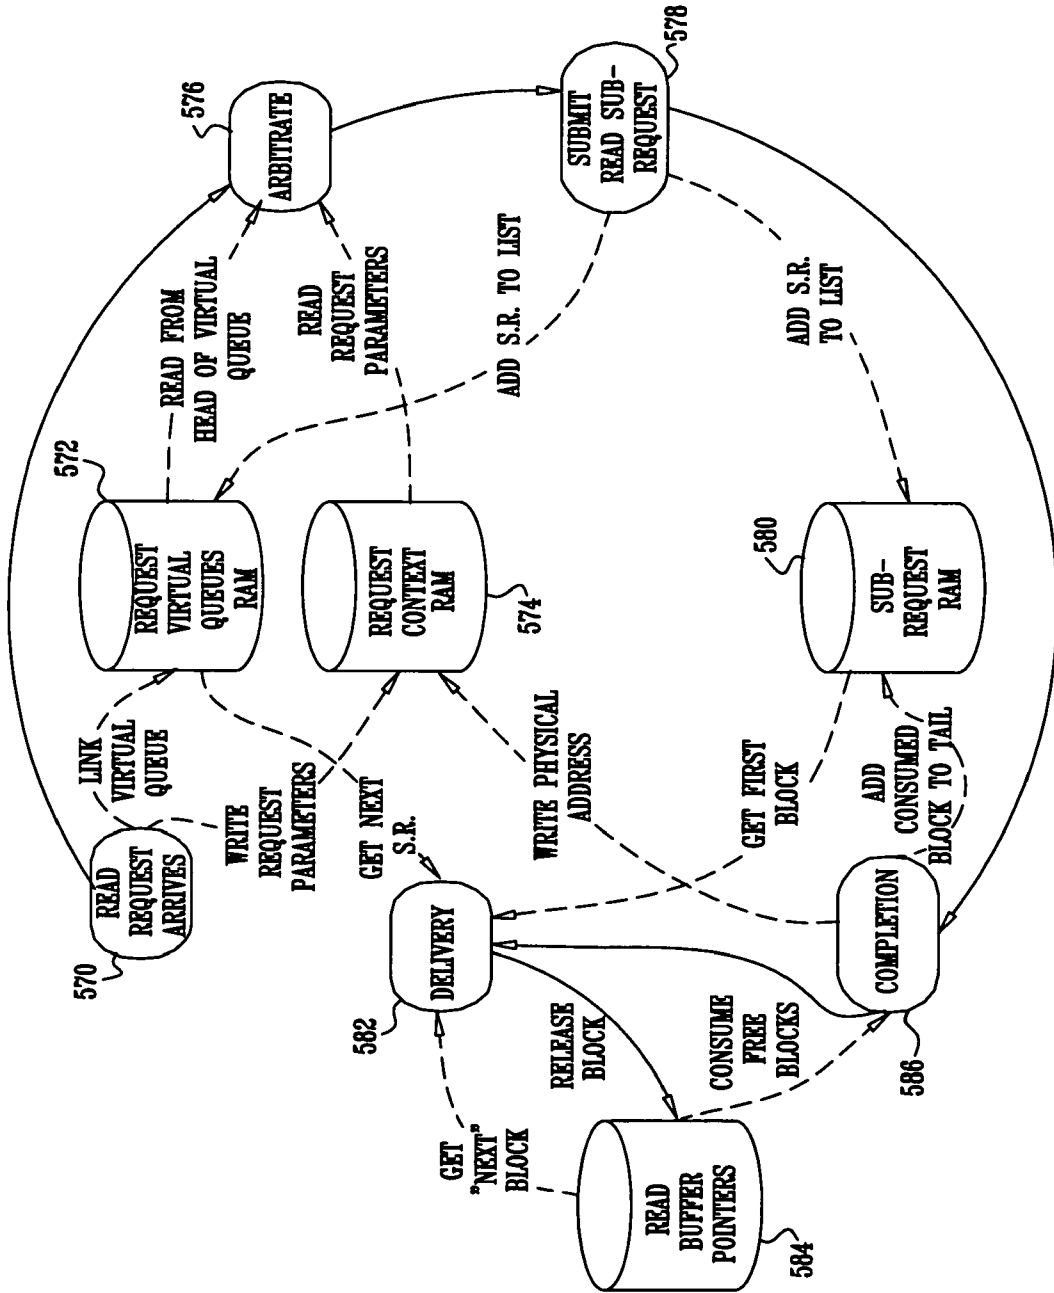 576
ARBITRATE
578
SUBMIT
READ SUB-
REQUEST
READ FROM
HEAD OF VIRTUAL
QUEUE
READ
REQUEST
PARAMETERS
ADD S.R. TO LIST
ADD S.R.
TO LIST
572
REQUEST
VIRTUAL
QUEUES
RAM
REQUEST
CONTEXT
RAM
574
580
SUB-
REQUEST
RAM
LINK
VIRTUAL
QUEUE
WRITE
REQUEST
PARAMETERS
GET NEXT
S.R.
WRITE PHYSICAL
ADDRESS
GET FIRST
BLOCK
ADD
CONSUMED
BLOCK TO TAIL
READ
REQUEST
ARRIVES
570
DELIVERY
582
COMPLETION
586
RELEASE
BLOCK
CONSUME
FREE
BLOCKS
GET
"NEXT"
BLOCK
READ
BUFFER
POINTERS
584